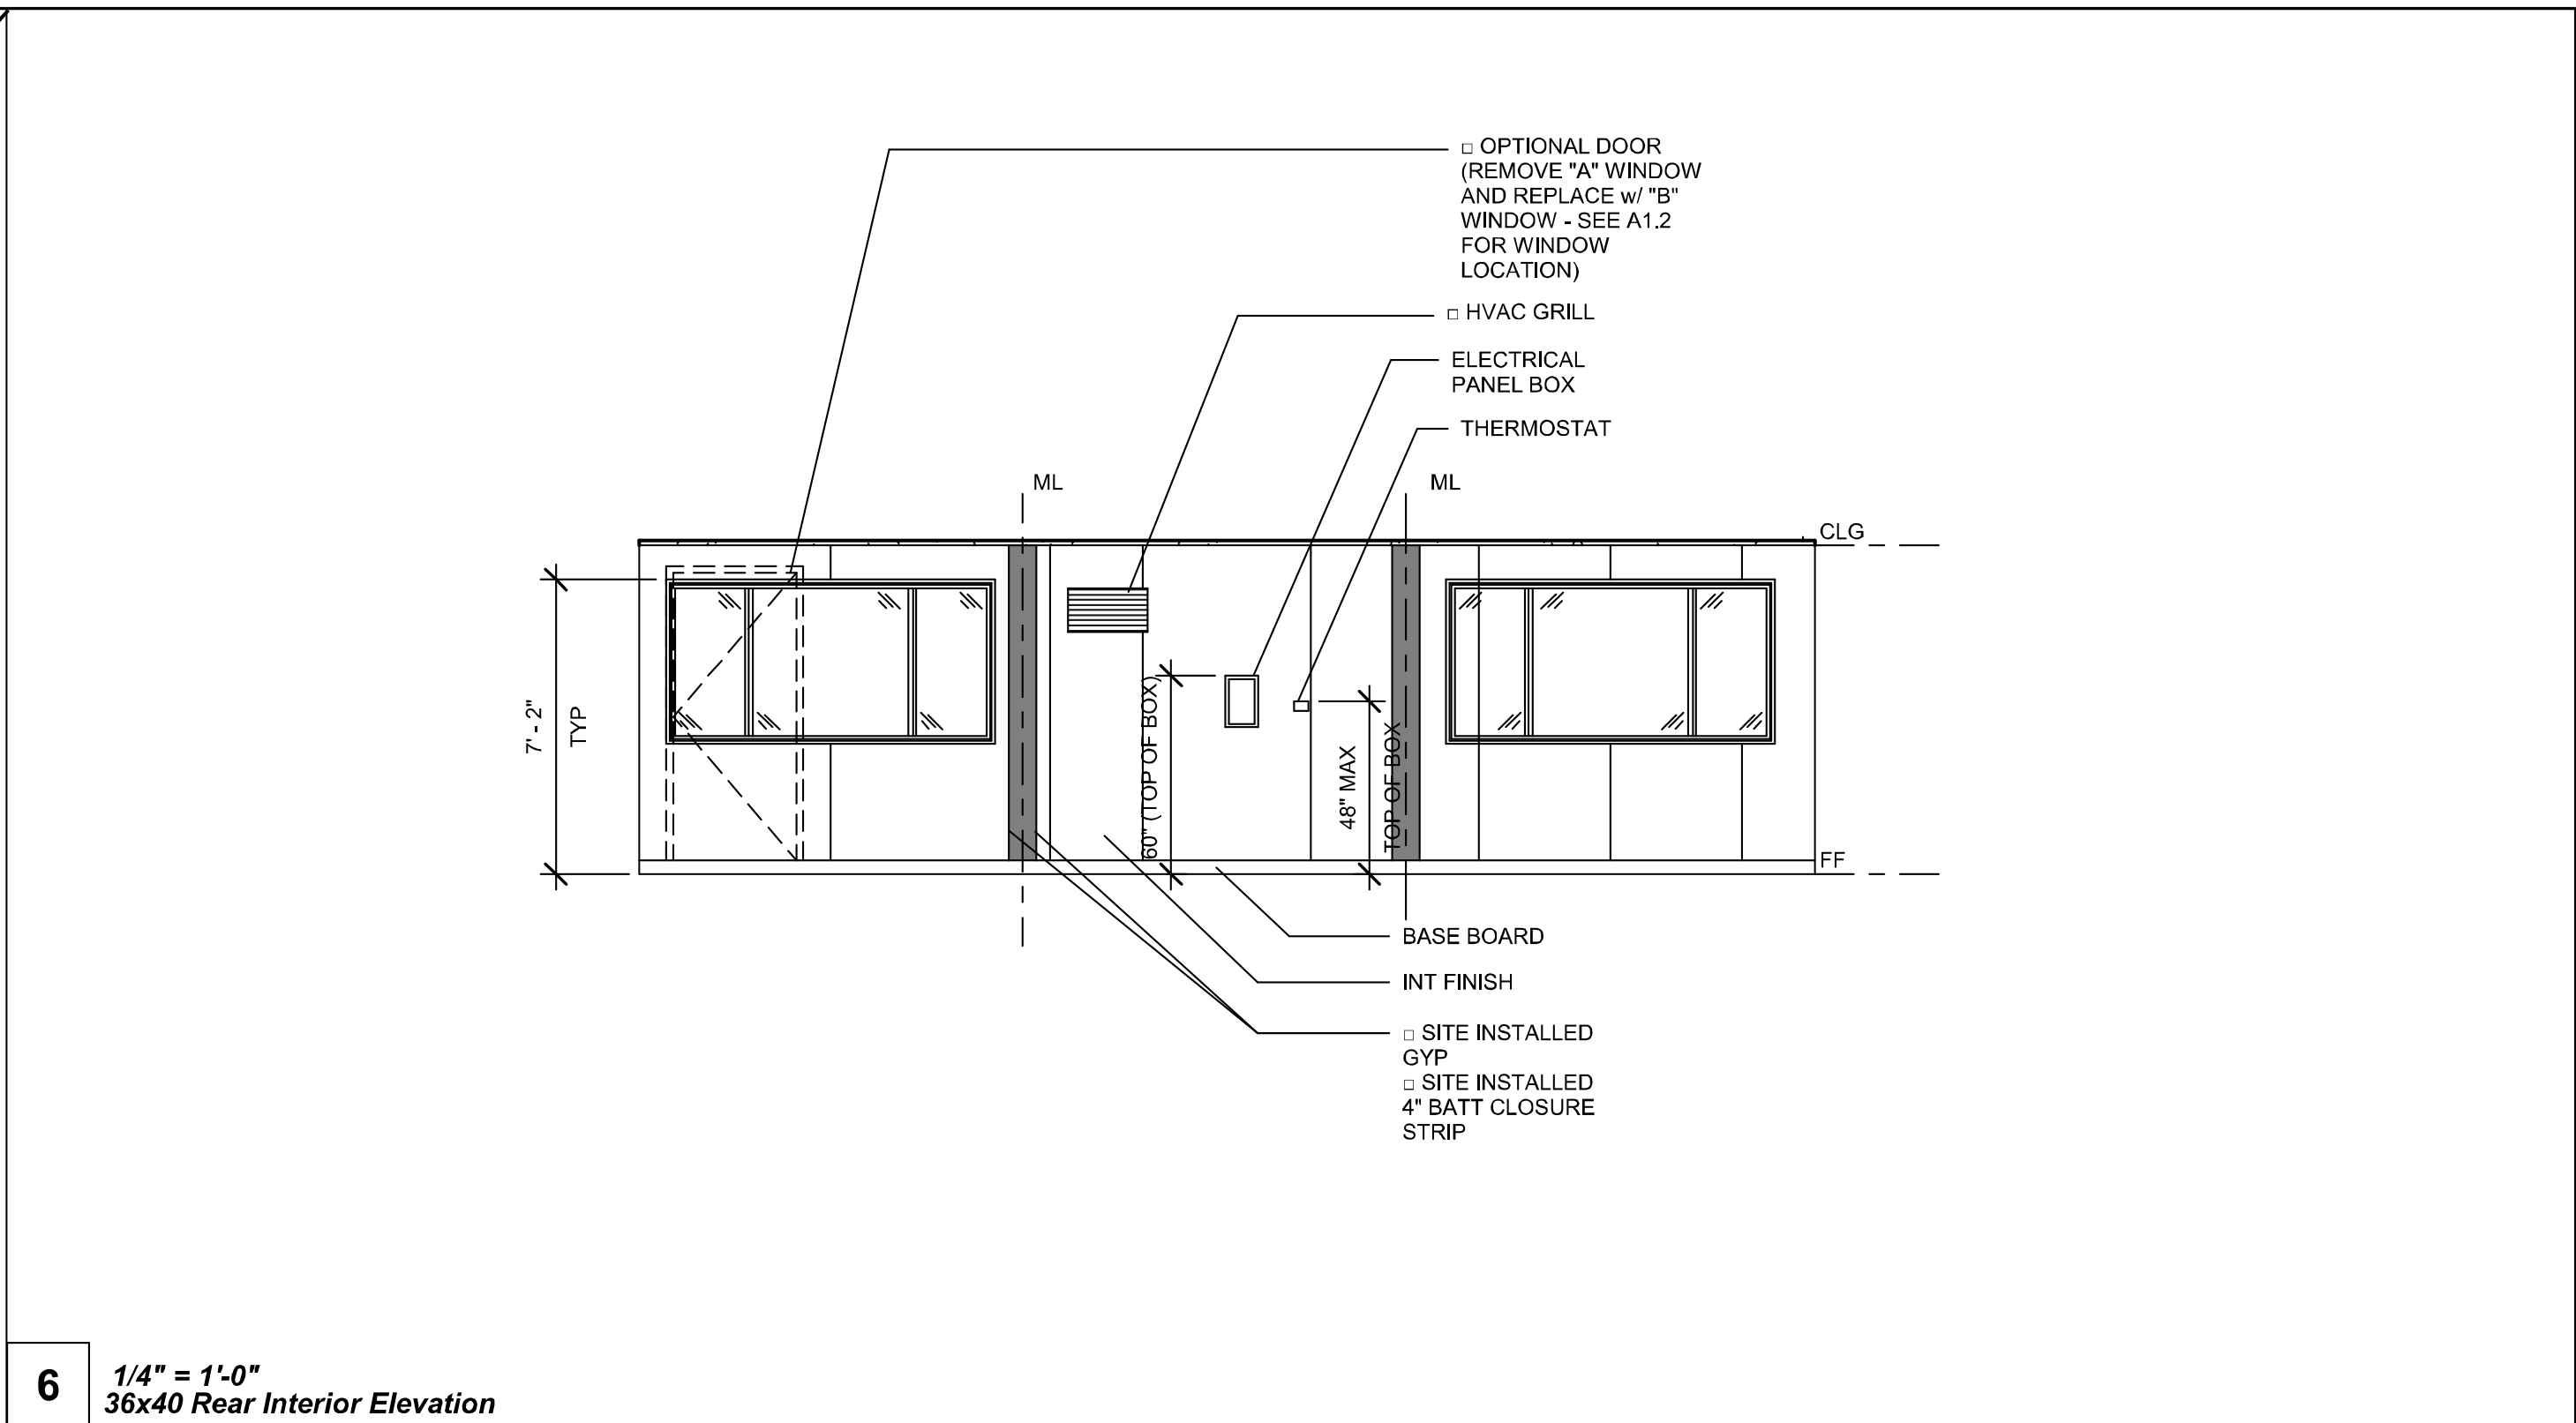 □ OPTIONAL DOOR
(REMOVE "A" WINDOW
AND REPLACE w/ "B"
WINDOW - SEE A1.2
FOR WINDOW
LOCATION)
□ HVAC GRILL
ELECTRICAL
PANEL BOX
THERMOSTAT
ML
ML
CLG
7' - 2"
TYP
60" (TOP OF BOX)
48" MAX
TOP OF BOX
FF
BASE BOARD
INT FINISH
□ SITE INSTALLED
GYP
□ SITE INSTALLED
4" BATT CLOSURE
STRIP
6
1/4" = 1'-0"
36x40 Rear Interior Elevation